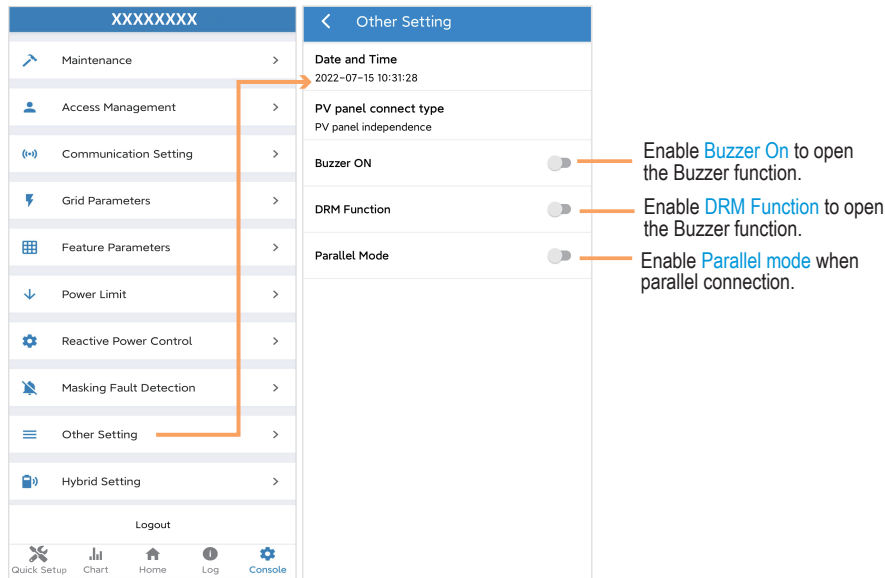 XXXXXXXX
Maintenance
Access Management
Communication Setting
Grid Parameters
Feature Parameters
Power Limit
Reactive Power Control
Masking Fault Detection
Other Setting
Hybrid Setting
Logout
Quick Setup
Chart
Home
Log
Console
Other Setting
Date and Time
2022-07-15 10:31:28
PV panel connect type
PV panel independence
Buzzer ON
DRM Function
Parallel Mode
Enable Buzzer On to open
the Buzzer function.
Enable DRM Function to open
the Buzzer function.
Enable Parallel mode when
parallel connection.